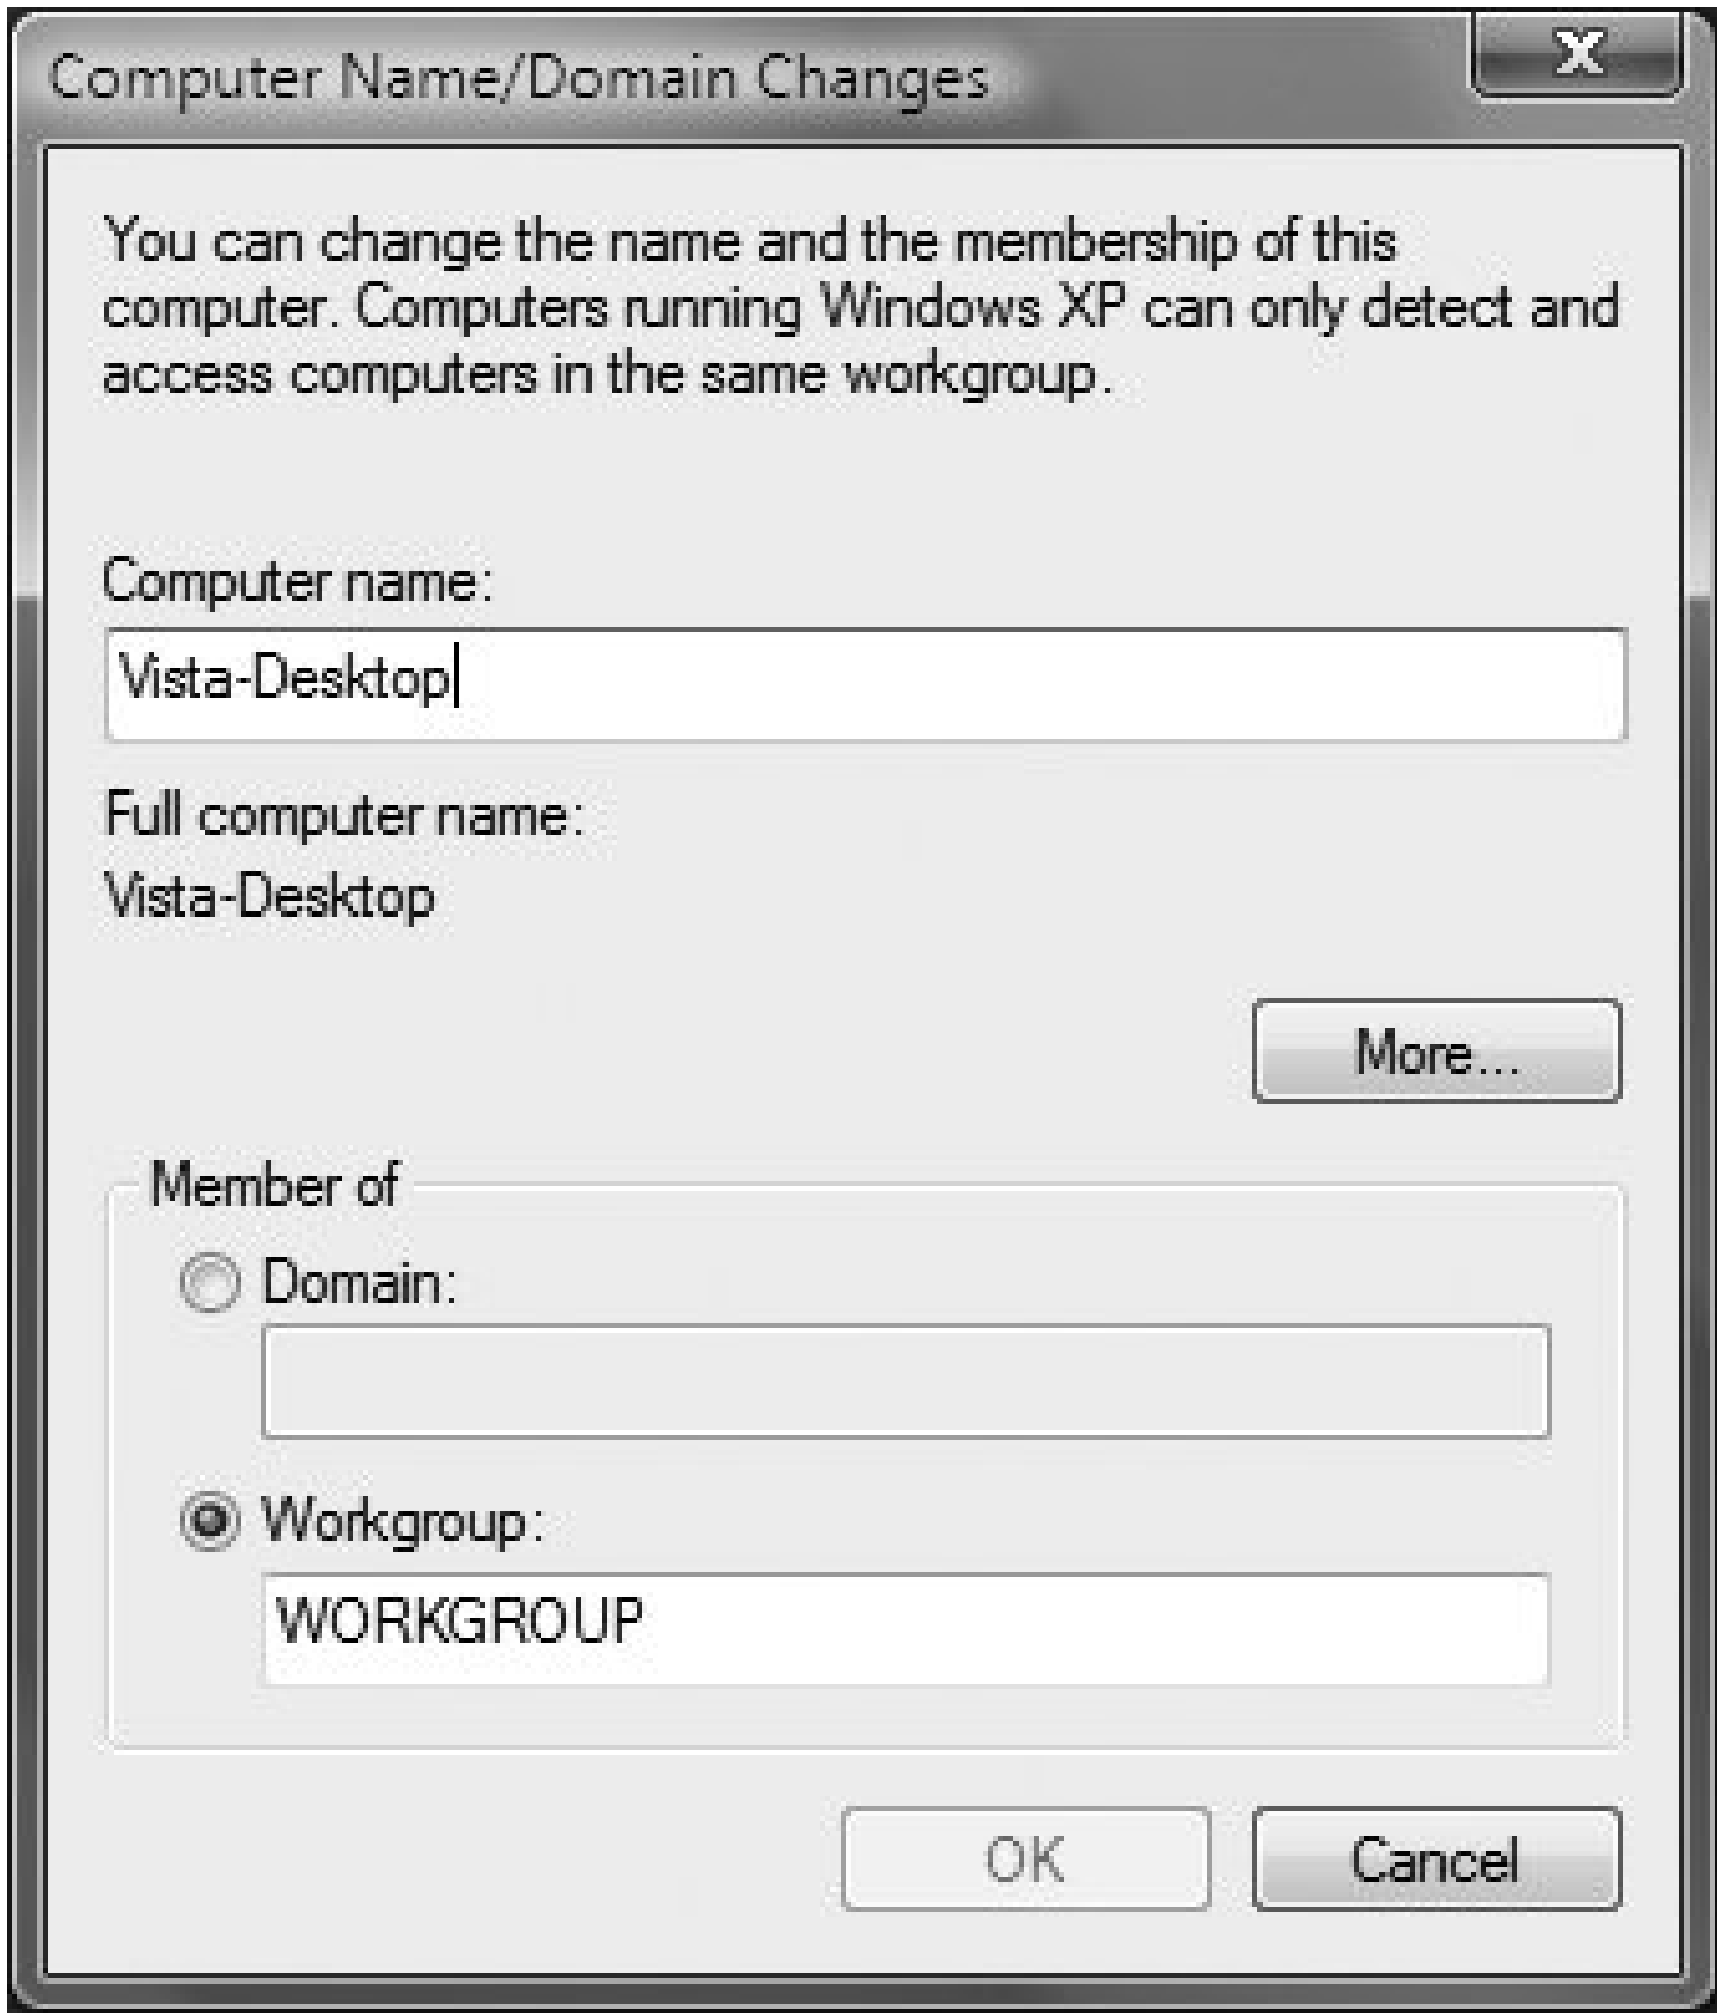 Computer Name/Domain Changes
X
You can change the name and the membership of this
computer. Computers running Windows XP can only detect and
access computers in the same workgroup.
Computer name:
Vista-Desktop
Full computer name:
Vista-Desktop
More...
Member of
Domain:
Workgroup:
WORKGROUP
OK Cancel